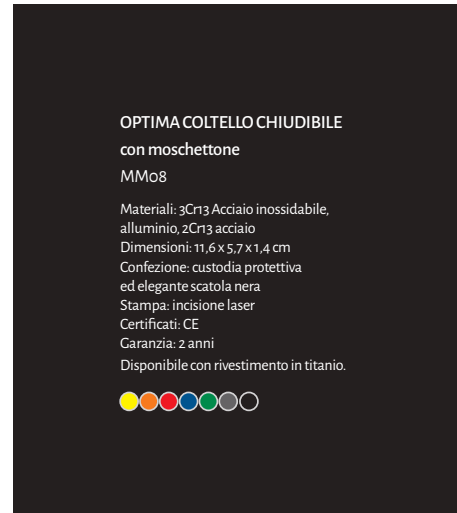 OPTIMA COLTELLO CHIUDIBILE
con moschettone
MM08
Materiali: 3Cr13 Acciaio inossidabile,
alluminio, 2Cr13 acciaio
Dimensioni: 11,6 x 5,7 x 1,4 cm
Confezione: custodia protettiva
ed elegante scatola nera
Stampa: incisione laser
Certificati: CE
Garanzia: 2 anni
Disponibile con rivestimento in titanio.